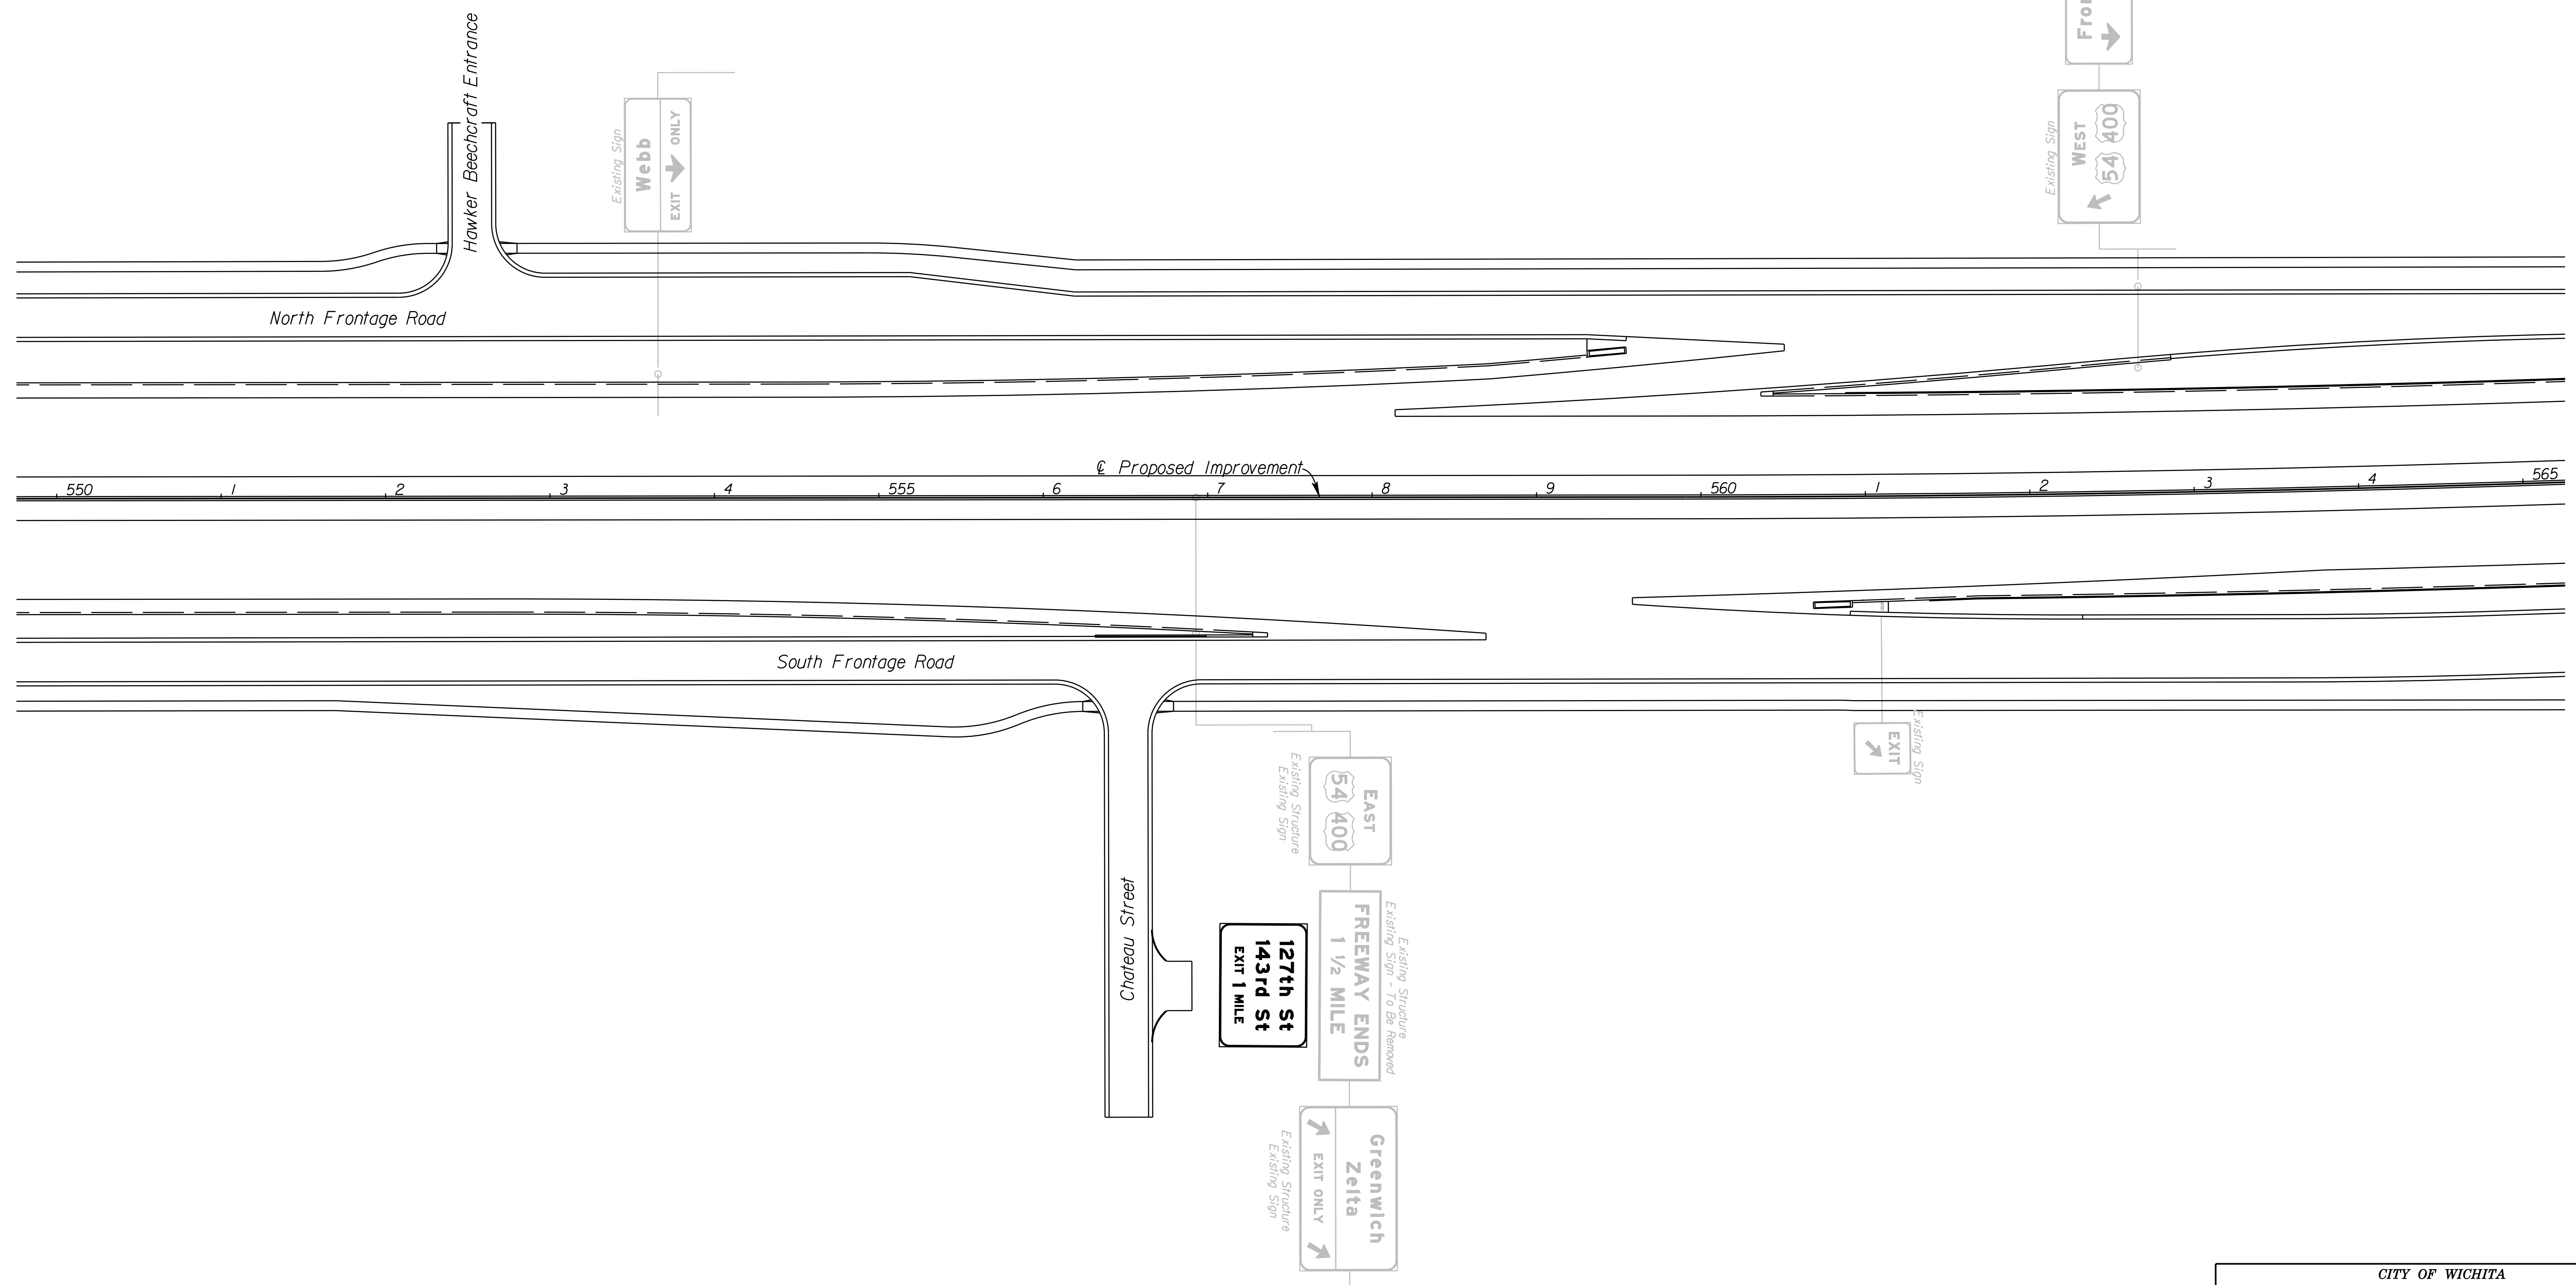 Hawker Beechcraft Entrance
Existing Sign
Webb
EXIT ONLY
Existing Sign
WEST
54 400
North Frontage Road
℄ Proposed Improvement
550 1 2 3 4 555 6 7 8 9 560 1 2 3 4 565
South Frontage Road
Chateau Street
Existing Structure
Existing Sign
EAST
54 400
EXIT
Existing Sign
127th St
143rd St
EXIT 1 MILE
Existing Structure
Existing Sign - To Be Removed
FREEWAY ENDS
1 ½ MILE
Existing Structure
Existing Sign
Greenwich
Zelta
EXIT ONLY
CITY OF WICHITA